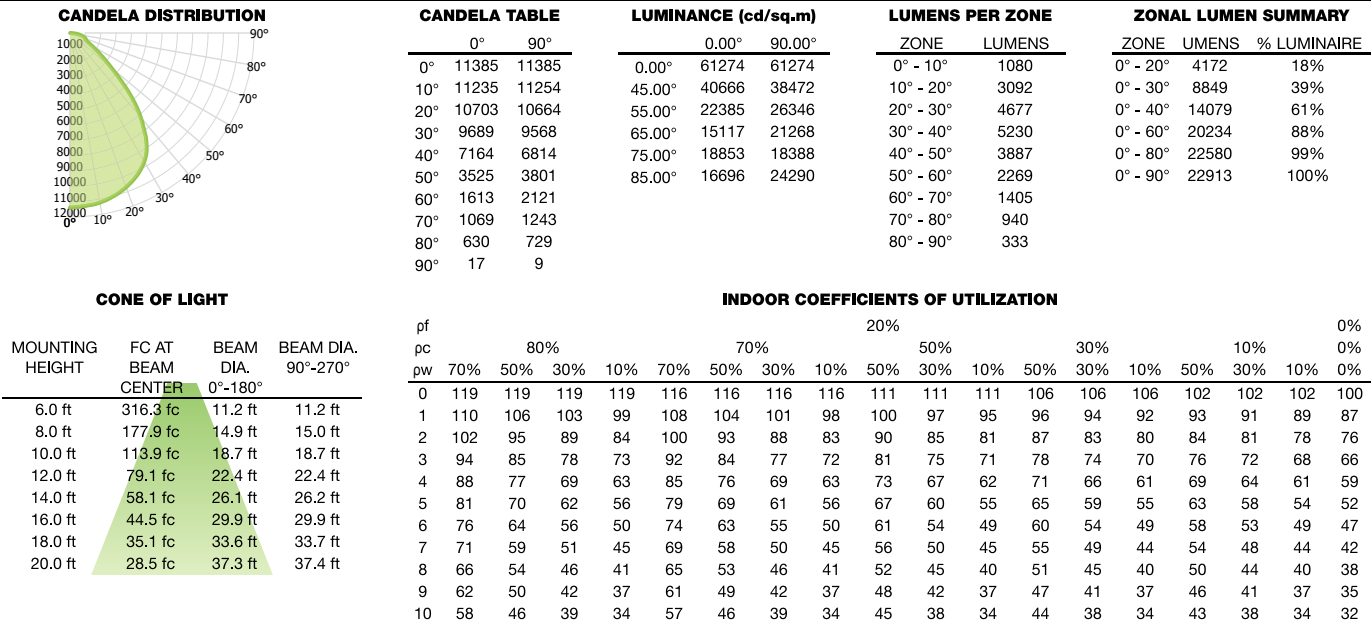 CANDELA DISTRIBUTION
90°
80°
70°
60°
50°
40°
30°
20°
10°
0°
1000
2000
3000
4000
5000
6000
7000
8000
9000
10000
11000
12000
CANDELA TABLE
0° 90°
0° 11385 11385
10° 11235 11254
20° 10703 10664
30° 9689 9568
40° 7164 6814
50° 3525 3801
60° 1613 2121
70° 1069 1243
80° 630 729
90° 17 9
LUMINANCE (cd/sq.m)
0.00° 90.00°
0.00° 61274 61274
45.00° 40666 38472
55.00° 22385 26346
65.00° 15117 21268
75.00° 18853 18388
85.00° 16696 24290
LUMENS PER ZONE
ZONE LUMENS
0° - 10° 1080
10° - 20° 3092
20° - 30° 4677
30° - 40° 5230
40° - 50° 3887
50° - 60° 2269
60° - 70° 1405
70° - 80° 940
80° - 90° 333
ZONAL LUMEN SUMMARY
ZONE UMENS % LUMINAIRE
0° - 20° 4172 18%
0° - 30° 8849 39%
0° - 40° 14079 61%
0° - 60° 20234 88%
0° - 80° 22580 99%
0° - 90° 22913 100%
CONE OF LIGHT
MOUNTING FC AT BEAM BEAM DIA.
HEIGHT BEAM DIA. 90°-270°
CENTER 0°-180°
6.0 ft 316.3 fc 11.2 ft 11.2 ft
8.0 ft 177.9 fc 14.9 ft 15.0 ft
10.0 ft 113.9 fc 18.7 ft 18.7 ft
12.0 ft 79.1 fc 22.4 ft 22.4 ft
14.0 ft 58.1 fc 26.1 ft 26.2 ft
16.0 ft 44.5 fc 29.9 ft 29.9 ft
18.0 ft 35.1 fc 33.6 ft 33.7 ft
20.0 ft 28.5 fc 37.3 ft 37.4 ft
INDOOR COEFFICIENTS OF UTILIZATION
ρf 20% 0%
ρc 80% 70% 50% 30% 10% 0%
ρw 70% 50% 30% 10% 70% 50% 30% 10% 50% 30% 10% 50% 30% 10% 50% 30% 10% 0%
0 119 119 119 119 116 116 116 116 111 111 111 106 106 106 102 102 102 100
1 110 106 103 99 108 104 101 98 100 97 95 96 94 92 93 91 89 87
2 102 95 89 84 100 93 88 83 90 85 81 87 83 80 84 81 78 76
3 94 85 78 73 92 84 77 72 81 75 71 78 74 70 76 72 68 66
4 88 77 69 63 85 76 69 63 73 67 62 71 66 61 69 64 61 59
5 81 70 62 56 79 69 61 56 67 60 55 65 59 55 63 58 54 52
6 76 64 56 50 74 63 55 50 61 54 49 60 54 49 58 53 49 47
7 71 59 51 45 69 58 50 45 56 50 45 55 49 44 54 48 44 42
8 66 54 46 41 65 53 46 41 52 45 40 51 45 40 50 44 40 38
9 62 50 42 37 61 49 42 37 48 42 37 47 41 37 46 41 37 35
10 58 46 39 34 57 46 39 34 45 38 34 44 38 34 43 38 34 32